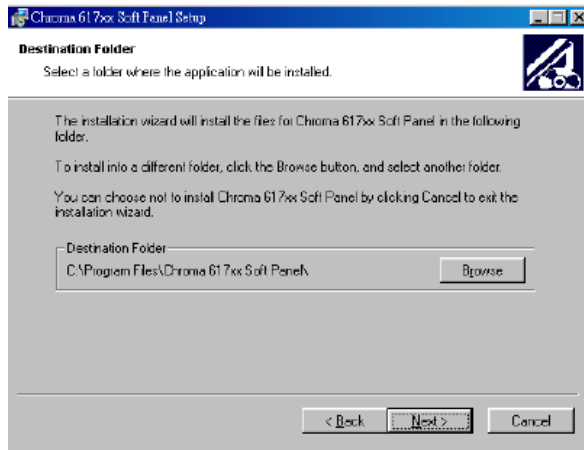 Chroma 617xx Soft Panel Setup
Destination Folder
Select a folder where the application will be installed.
The installation wizard will install the files for Chroma 617xx Soft Panel in the following
folder.
To install into a different folder, click the Browse button, and select another folder.
You can choose not to install Chroma 617xx Soft Panel by clicking Cancel to exit the
installation wizard.
Destination Folder
C:\Program Files\Chroma 617xx Soft Panel\
Browse
< Back
Next >
Cancel